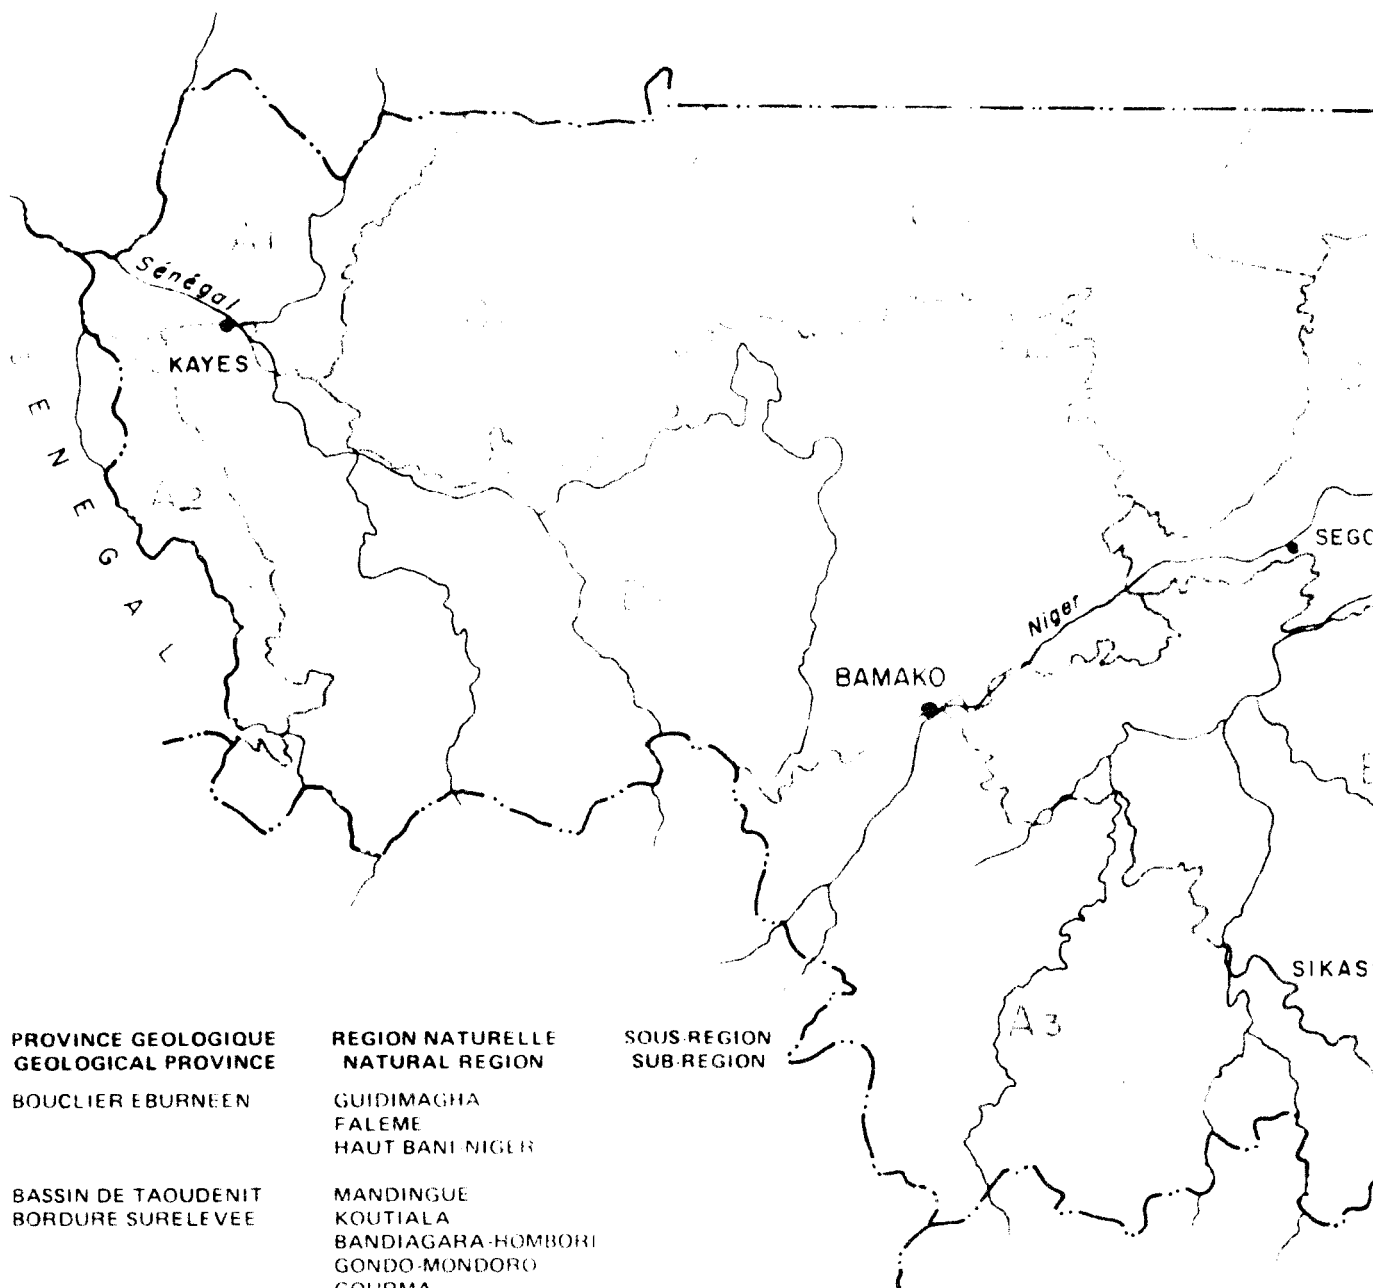 A1
Sénégal
KAYES
SENEGAL
A2
SEGO
Niger
BAMAKO
SIKAS
A3
PROVINCE GEOLOGIQUE REGION NATURELLE SOUS-REGION
GEOLOGICAL PROVINCE NATURAL REGION SUB-REGION
BOUCLIER EBURNEEN GUIDIMAGHA
FALEME
HAUT BANI-NIGER
BASSIN DE TAOUDENIT MANDINGUE
BORDURE SURELEVEE KOUTIALA
BANDIAGARA-HOMBORI
GONDO-MONDORO
GOURMA